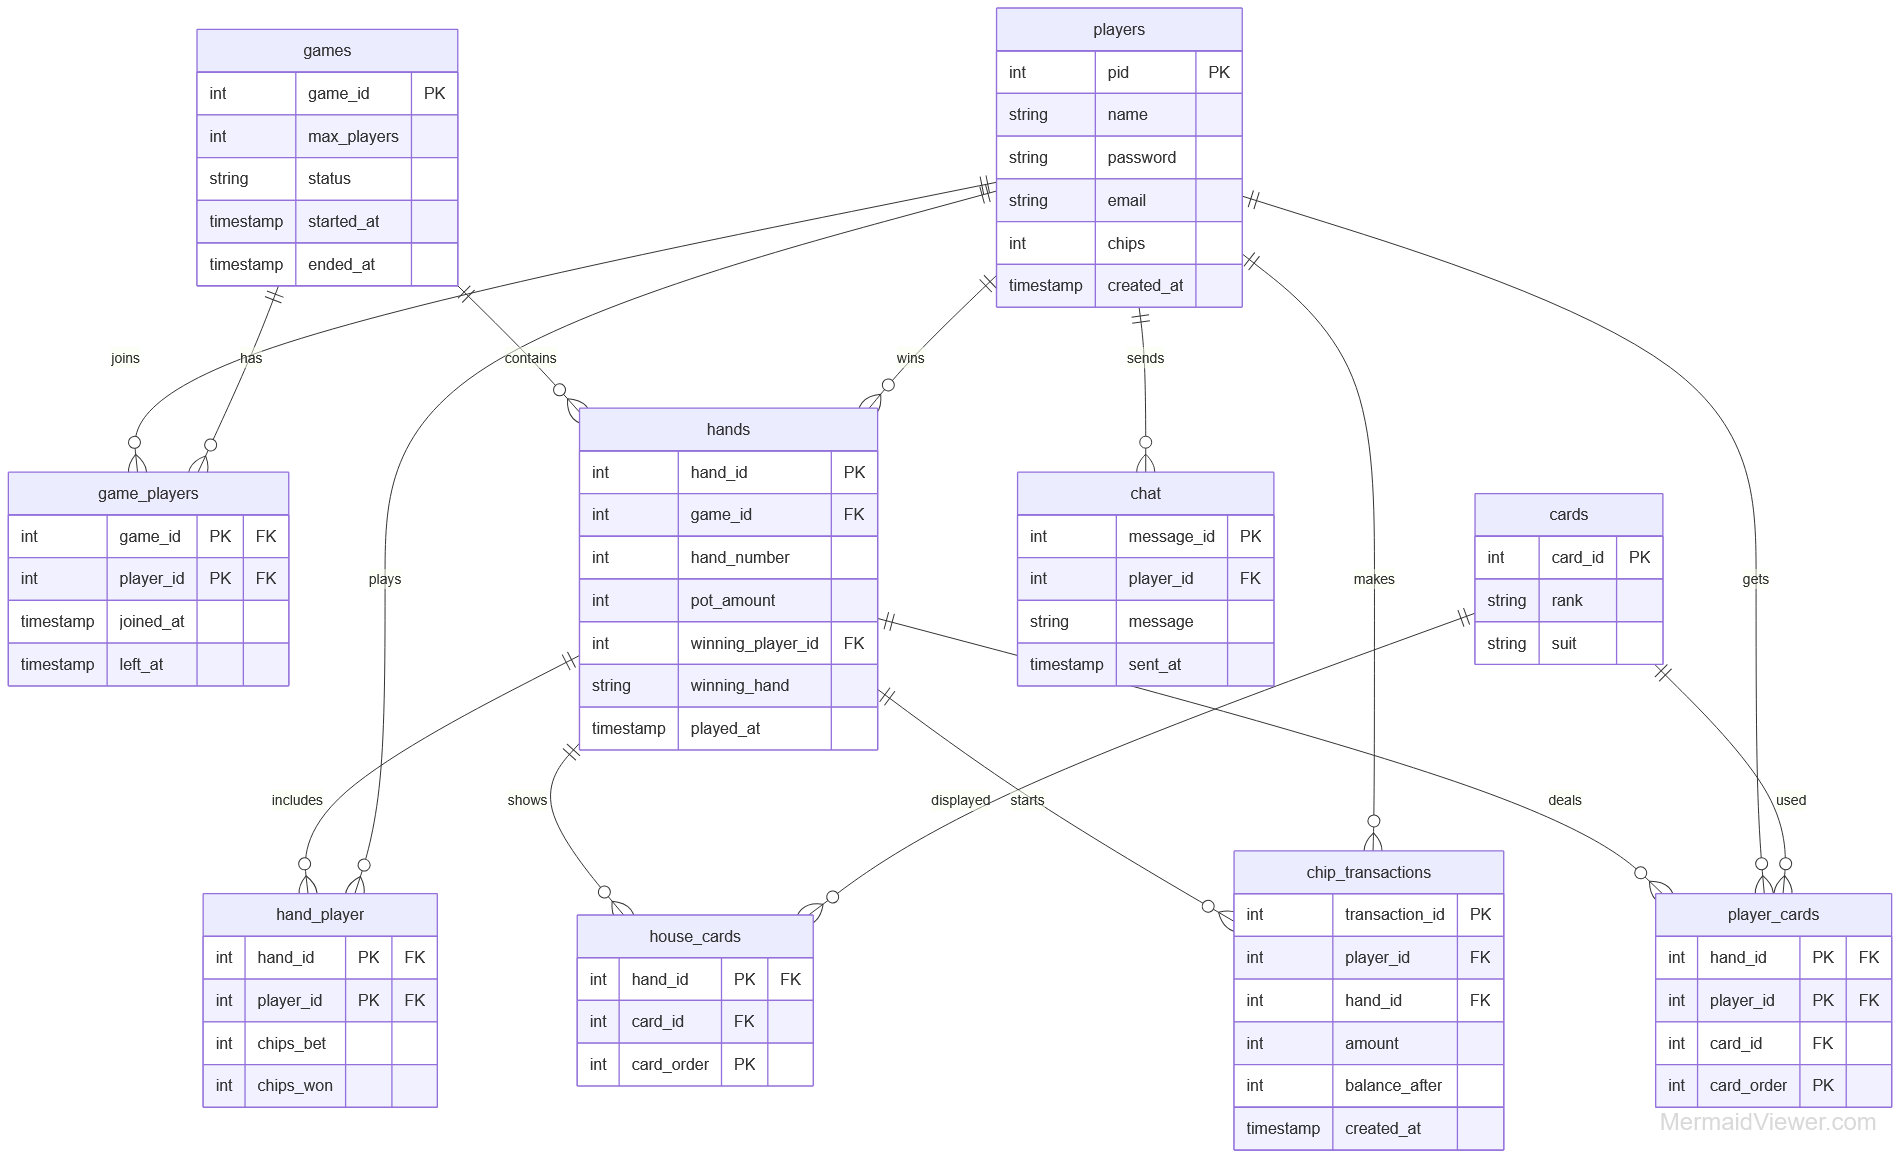 games
int game_id PK
int max_players
string status
timestamp started_at
timestamp ended_at
players
int pid PK
string name
string password
string email
int chips
timestamp created_at
joins
has
contains
wins
sends
game_players
int game_id PK FK
int player_id PK FK
timestamp joined_at
timestamp left_at
hands
int hand_id PK
int game_id FK
int hand_number
int pot_amount
int winning_player_id FK
string winning_hand
timestamp played_at
chat
int message_id PK
int player_id FK
string message
timestamp sent_at
cards
int card_id PK
string rank
string suit
plays
makes
gets
includes
shows
displayed
starts
deals
used
hand_player
int hand_id PK FK
int player_id PK FK
int chips_bet
int chips_won
house_cards
int hand_id PK FK
int card_id FK
int card_order PK
chip_transactions
int transaction_id PK
int player_id FK
int hand_id FK
int amount
int balance_after
timestamp created_at
player_cards
int hand_id PK FK
int player_id PK FK
int card_id FK
int card_order PK
MermaidViewer.com